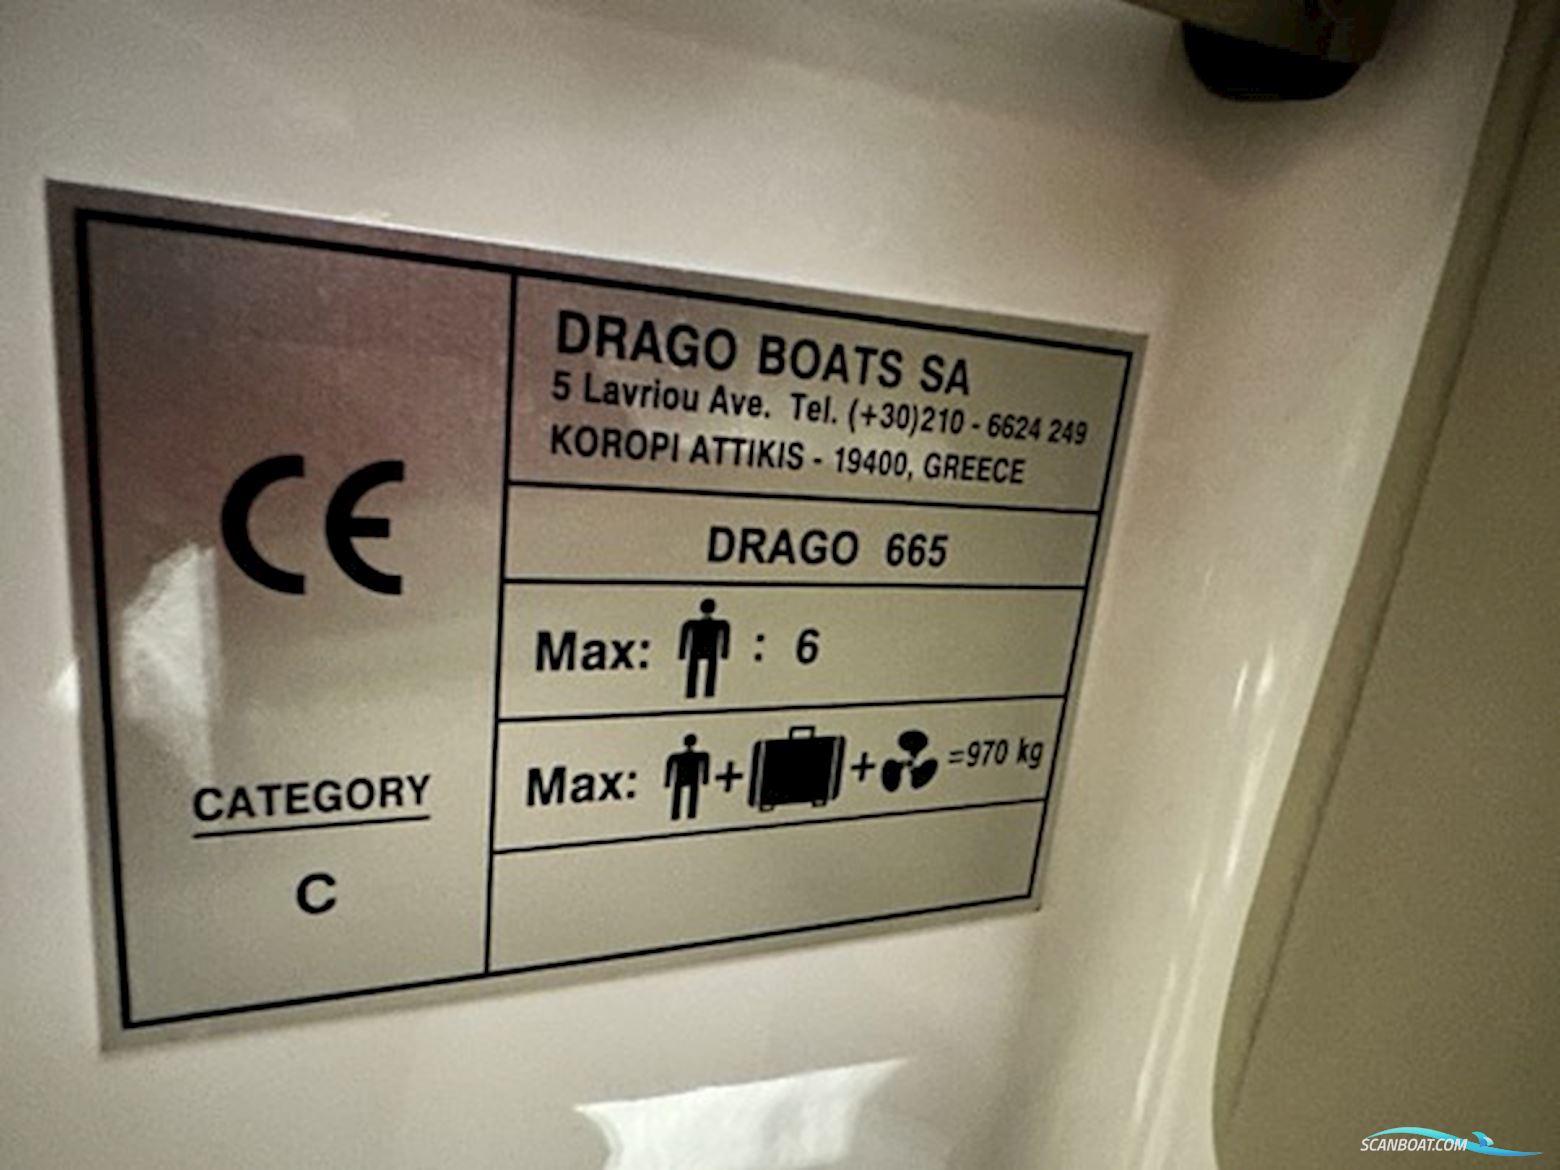 CE
CATEGORY
C
DRAGO BOATS SA
5 Lavriou Ave. Tel. (+30)210 - 6624 249
KOROPI ATTIKIS - 19400, GREECE
DRAGO 665
Max: : 6
Max: + + =970 kg
SCANBOAT.COM